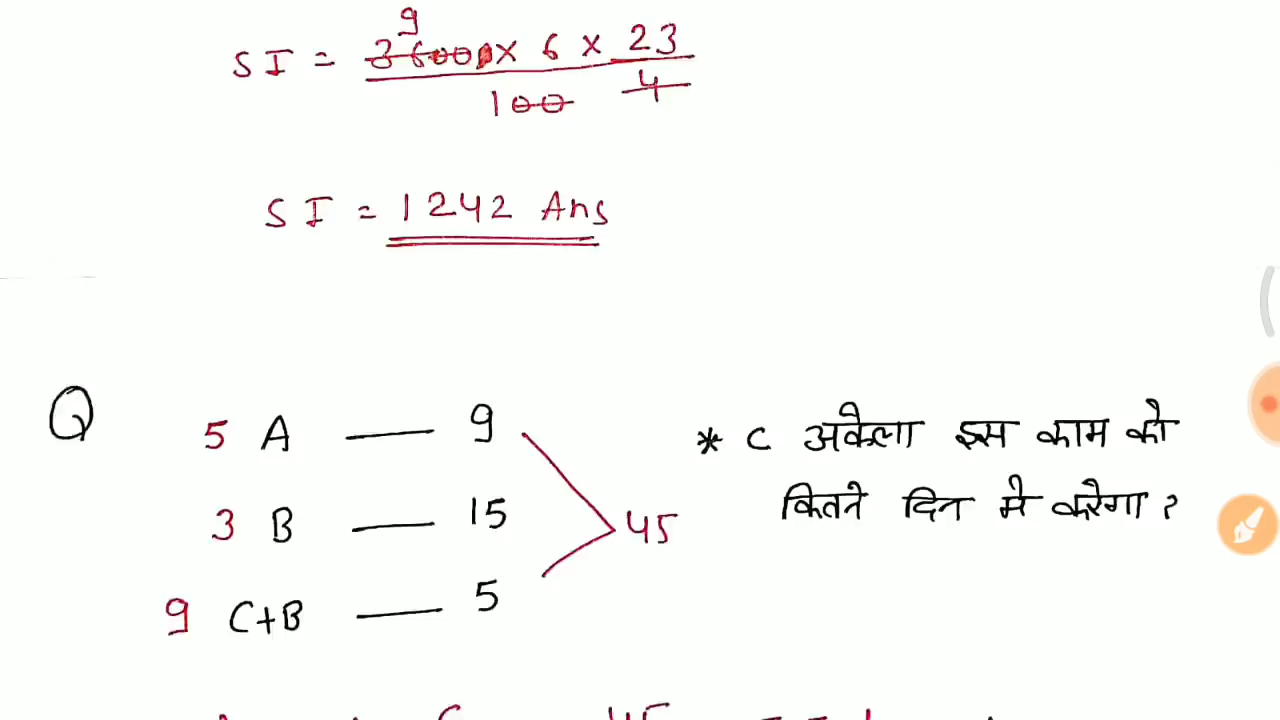 SI = 3600 x 6 x 23
9
100 4
SI = 1242 Ans
Q
5 A — 9
3 B — 15
45
9 C+B — 5
* C अकेला इस काम को
कितने दिन मे करेगा ?